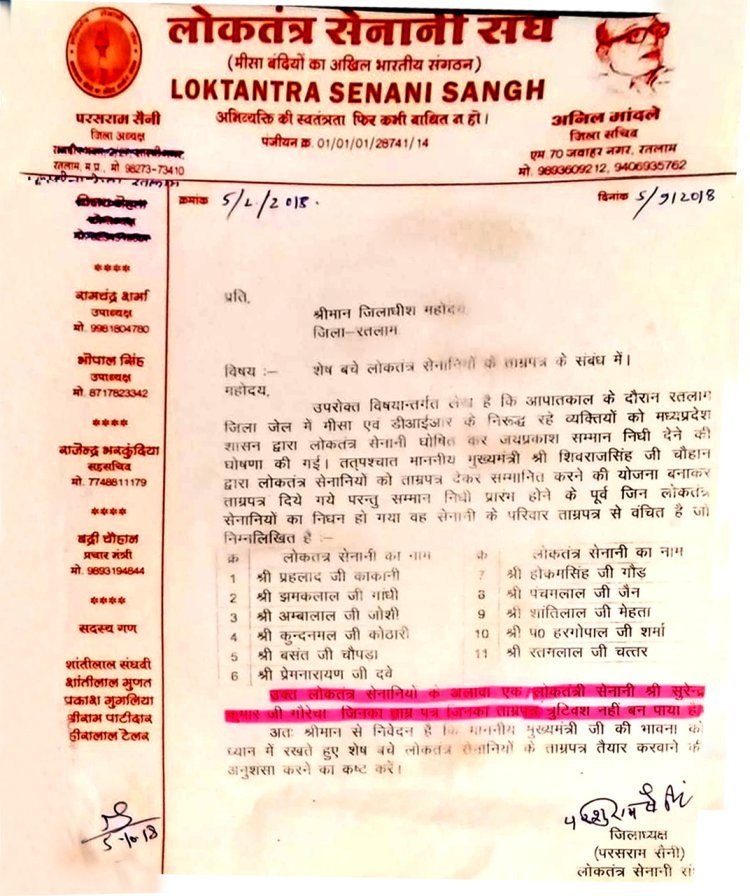 लोकतंत्र सेनानी संघ
(मीसा बंदियों का अखिल भारतीय संगठन)
LOKTANTRA SENANI SANGH
अभिव्यक्ति की स्वतंत्रता फिर कभी बाधित न हो।
पंजीयन क्र. 01/01/01/28741/14
परसराम सैनी
जिला अध्यक्ष
रतलाम, म.प्र., मो. 98273-73410
अनिल मांदले
जिला सचिव
एम 70 जवाहर नगर, रतलाम
मो. 9893609212, 9406935762
क्रमांक 5/L/2018.
दिनांक 5/9/2018
****
रामचंद्र शर्मा
उपाध्यक्ष
मो. 9981804780
भोपाल सिंह
उपाध्यक्ष
मो. 8717823342
****
राजेन्द्र भरकुंदिया
सहसचिव
मो. 7748811179
****
बद्री चौहान
प्रचार मंत्री
मो. 9893194844
****
सदस्य गण
शांतीलाल संघवी
शांतीलाल मुणत
प्रकाश मुगलिया
श्रीराम पाटीदार
हीरालाल टेलर
प्रति,
श्रीमान जिलाधीश महोदय,
जिला–रतलाम
विषय :– शेष बचे लोकतंत्र सेनानियों के ताम्रपत्र के संबंध में।
महोदय,
उपरोक्त विषयान्तर्गत लेख है कि आपातकाल के दौरान रतलाम
जिला जेल में मीसा एवं डीआईआर के निरूद्ध रहे व्यक्तियों को मध्यप्रदेश
शासन द्वारा लोकतंत्र सेनानी घोषित कर जयप्रकाश सम्मान निधी देने की
घोषणा की गई। तत्पश्चात माननीय मुख्यमंत्री श्री शिवराजसिंह जी चौहान
द्वारा लोकतंत्र सेनानियों को ताम्रपत्र देकर सम्मानित करने की योजना बनाकर
ताम्रपत्र दिये गये परन्तु सम्मान निधी प्रारंभ होने के पूर्व जिन लोकतंत्र
सेनानियों का निधन हो गया वह सेनानी के परिवार ताम्रपत्र से वंचित है जो
निम्नलिखित है :–
क्र लोकतंत्र सेनानी का नाम क्र लोकतंत्र सेनानी का नाम
1 श्री प्रहलाद जी काकानी 7 श्री होकमसिंह जी गौड़
2 श्री झमकलाल जी गांधी 8 श्री पंचमलाल जी जैन
3 श्री अम्बालाल जी जोशी 9 श्री शांतिलाल जी मेहता
4 श्री कुन्दनमल जी कोठारी 10 श्री प0 हरगोपाल जी शर्मा
5 श्री बसंत जी चौपडा 11 श्री रतनलाल जी चत्तर
6 श्री प्रेमनारायण जी दवे
उक्त लोकतंत्र सेनानियों के अलावा एक लोकतंत्री सेनानी श्री सुरेन्द्र
कुमार जी गौरेचा जिनका ताम्र पत्र जिनका ताम्रपत्र त्रुटिवश नहीं बन पाया है।
अतः श्रीमान से निवेदन है कि माननीय मुख्यमंत्री जी की भावना को
ध्यान में रखते हुए शेष बचे लोकतंत्र सेनानियों के ताम्रपत्र तैयार करवाने की
अनुशंसा करने का कष्ट करें।
5-10-18
जिलाध्यक्ष
(परसराम सैनी)
लोकतंत्र सेनानी